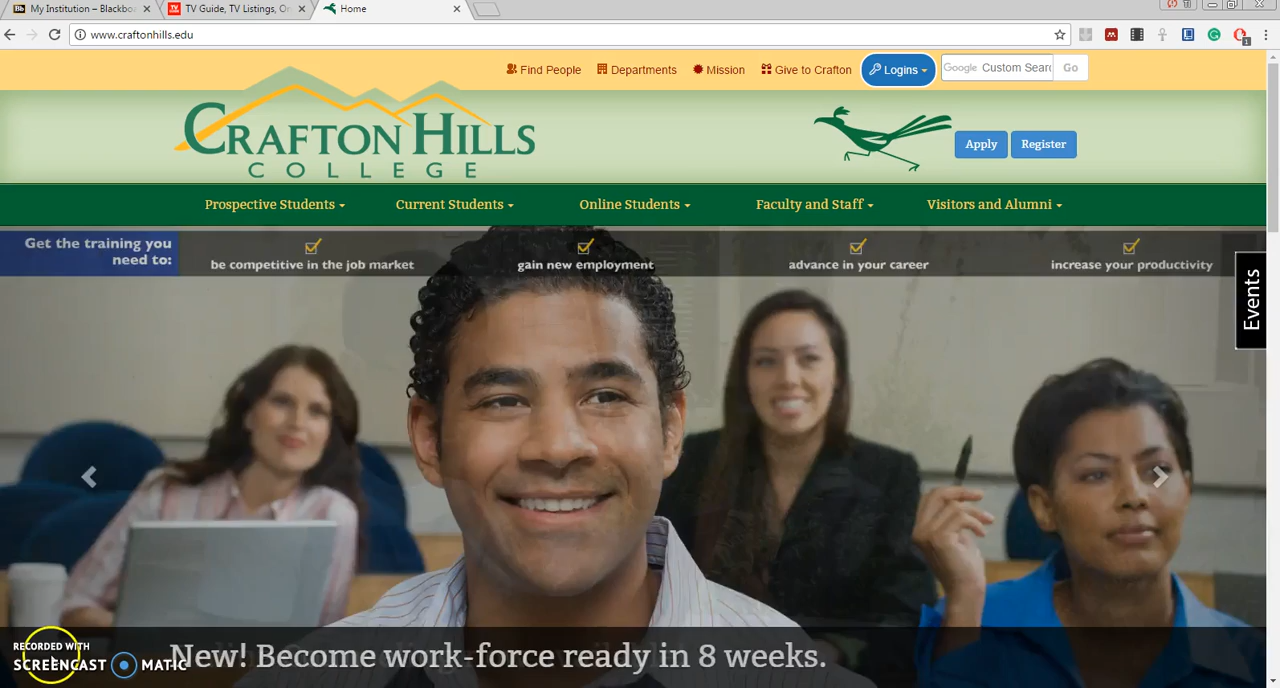 My Institution – Blackboa
TV Guide, TV Listings, On
Home
www.craftonhills.edu
Find People
Departments
Mission
Give to Crafton
Logins
Google Custom Searc
Go
CRAFTON HILLS
COLLEGE
Apply
Register
Prospective Students
Current Students
Online Students
Faculty and Staff
Visitors and Alumni
Get the training you
need to:
be competitive in the job market
gain new employment
advance in your career
increase your productivity
Events
RECORDED WITH
SCREENCAST MATIC
New! Become work-force ready in 8 weeks.